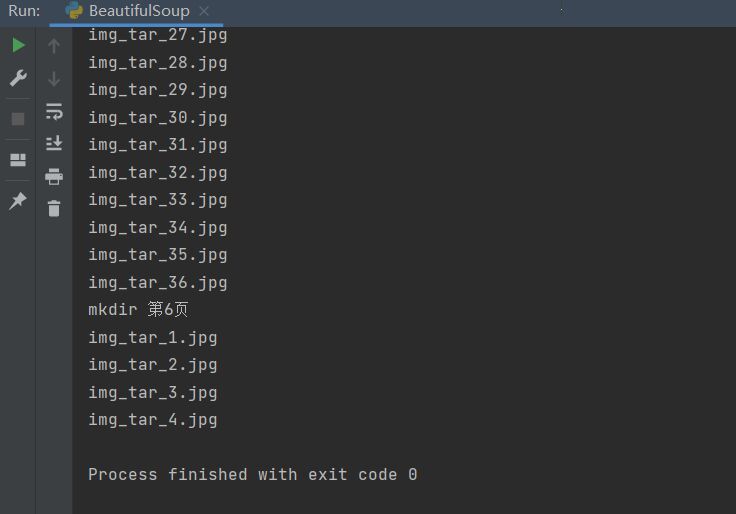 Run: BeautifulSoup
img_tar_27.jpg
img_tar_28.jpg
img_tar_29.jpg
img_tar_30.jpg
img_tar_31.jpg
img_tar_32.jpg
img_tar_33.jpg
img_tar_34.jpg
img_tar_35.jpg
img_tar_36.jpg
mkdir 第6页
img_tar_1.jpg
img_tar_2.jpg
img_tar_3.jpg
img_tar_4.jpg
Process finished with exit code 0